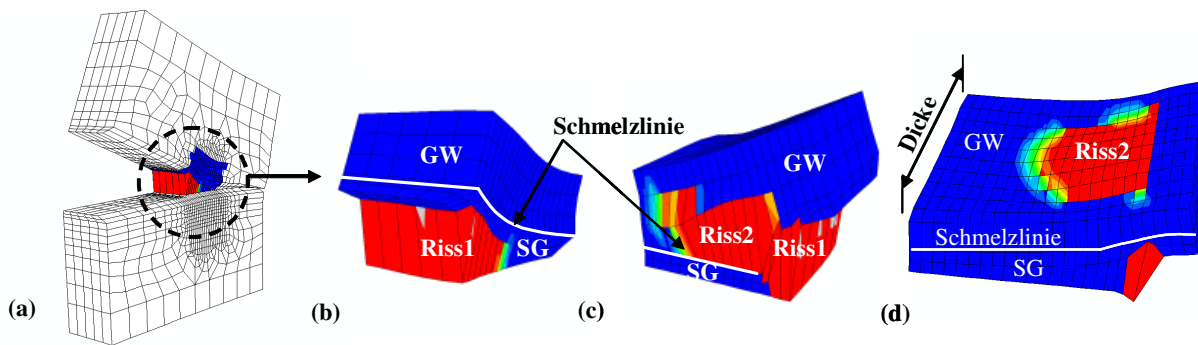 (a)
(b)
Schmelzlinie
GW
Riss1
SG
(c)
GW
Riss2
Riss1
SG
(d)
Dicke
GW
Riss2
Schmelzlinie
SG